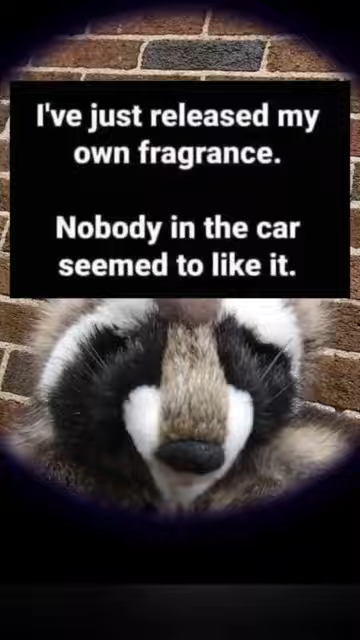 I've just released my
own fragrance.
Nobody in the car
seemed to like it.